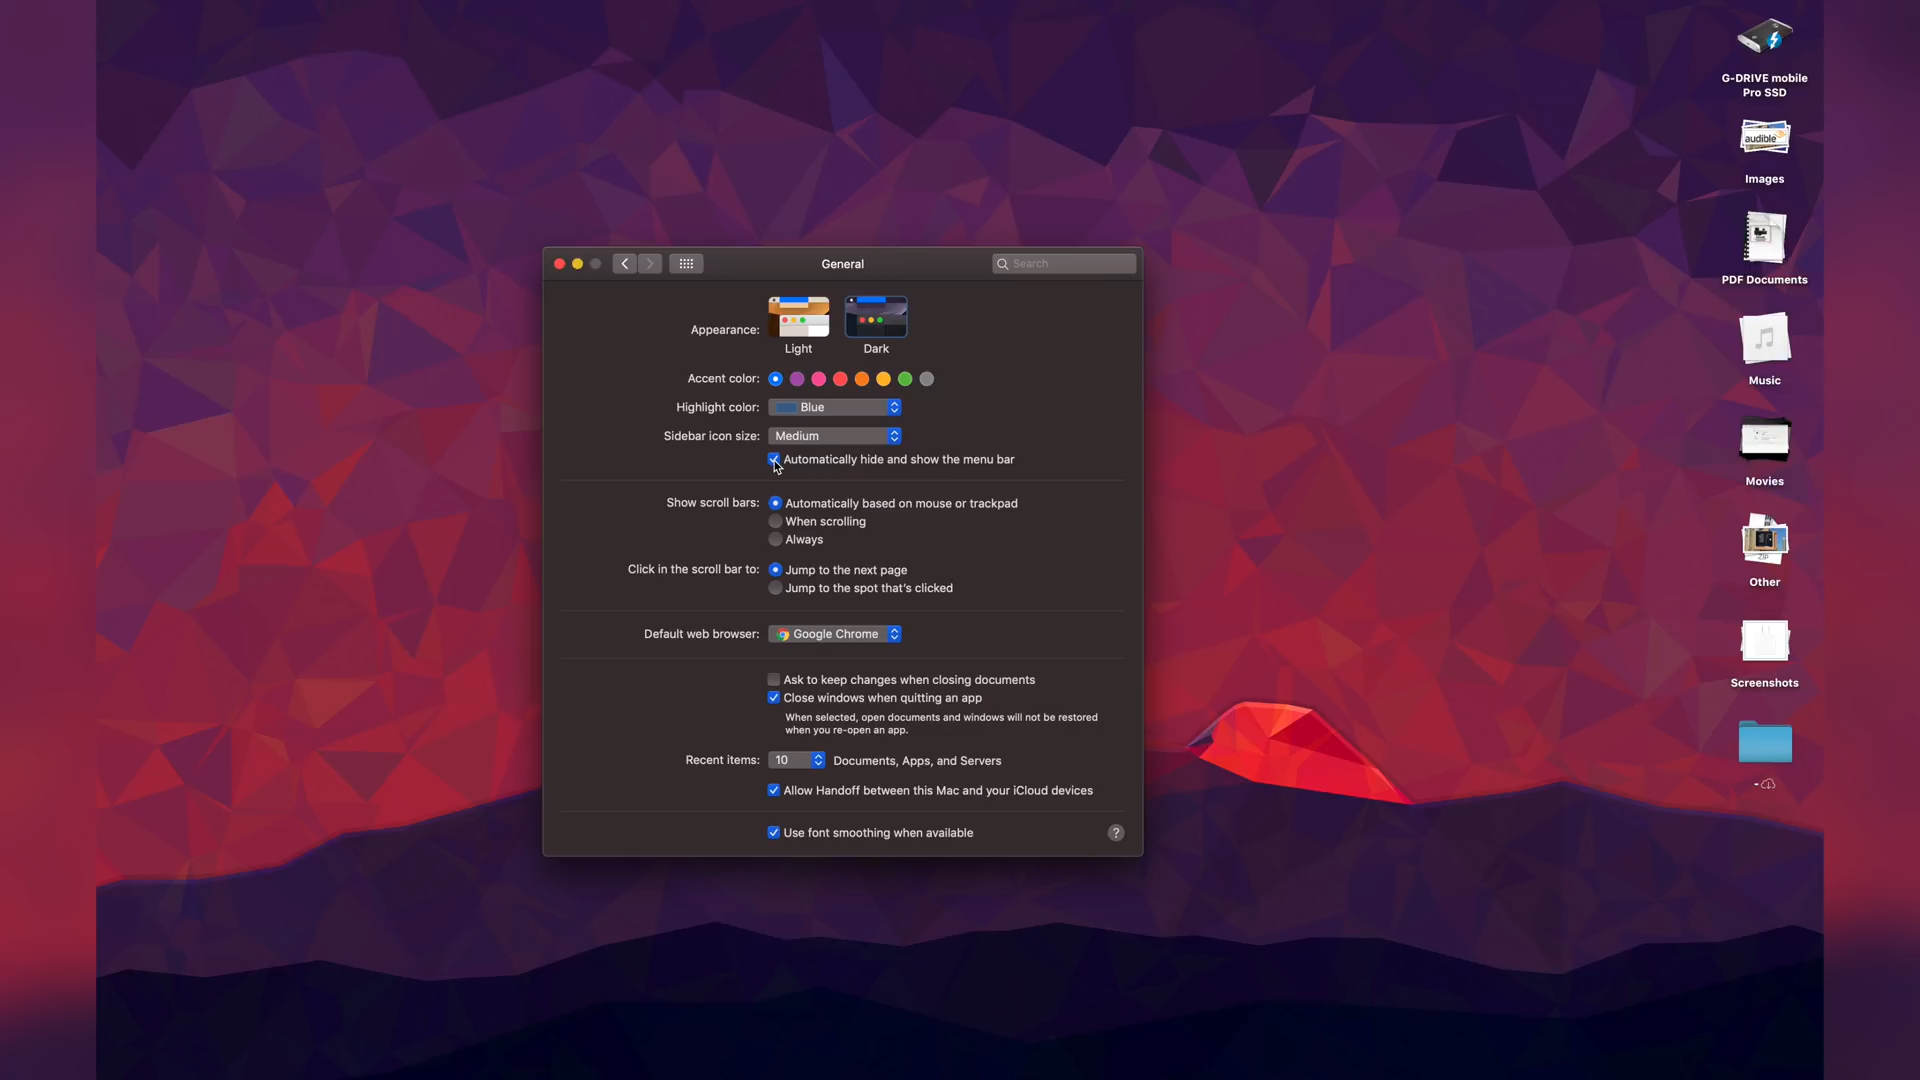 General
Search
Appearance:
Light
Dark
Accent color:
Highlight color:
Blue
Sidebar icon size:
Medium
Automatically hide and show the menu bar
Show scroll bars:
Automatically based on mouse or trackpad
When scrolling
Always
Click in the scroll bar to:
Jump to the next page
Jump to the spot that's clicked
Default web browser:
Google Chrome
Ask to keep changes when closing documents
Close windows when quitting an app
When selected, open documents and windows will not be restored
when you re-open an app.
Recent items:
10
Documents, Apps, and Servers
Allow Handoff between this Mac and your iCloud devices
Use font smoothing when available
?
G-DRIVE mobile
Pro SSD
audible
Images
PDF Documents
Music
Movies
ZIP
Other
Screenshots
-